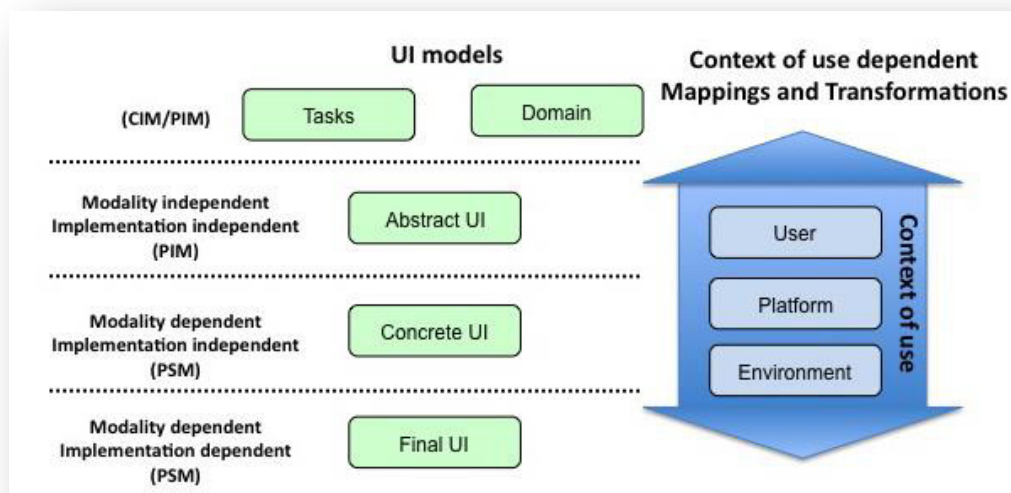 UI models
Context of use dependent
Mappings and Transformations
(CIM/PIM)
Tasks
Domain
Modality independent
Implementation independent
(PIM)
Abstract UI
Modality dependent
Implementation independent
(PSM)
Concrete UI
Modality dependent
Implementation dependent
(PSM)
Final UI
User
Platform
Environment
Context of use